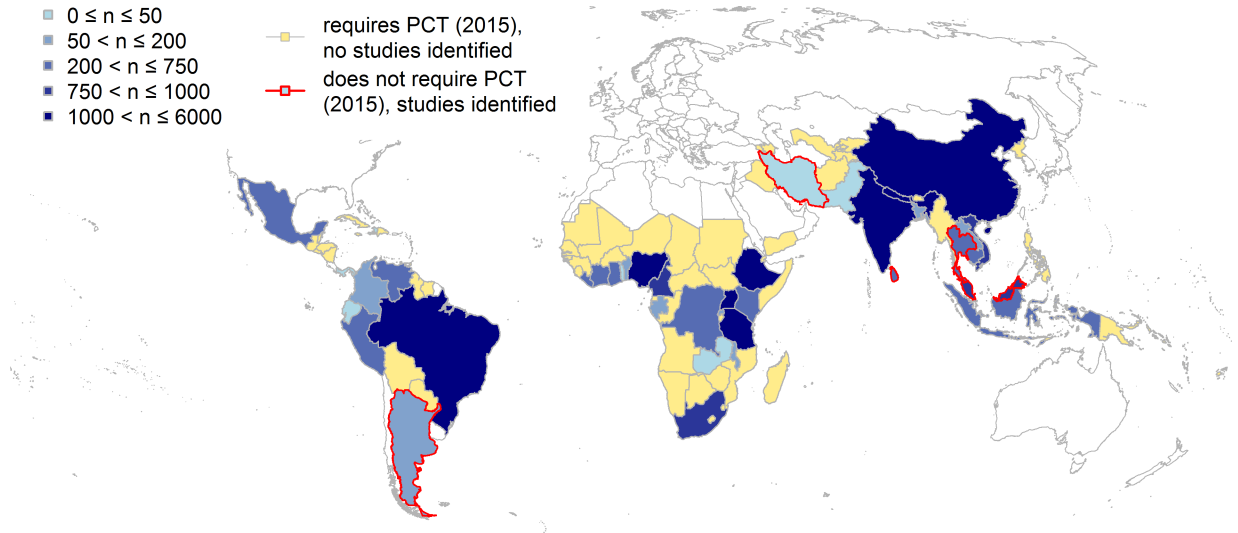 0 ≤ n ≤ 50
50 < n ≤ 200
200 < n ≤ 750
750 < n ≤ 1000
1000 < n ≤ 6000
requires PCT (2015),
no studies identified
does not require PCT
(2015), studies identified